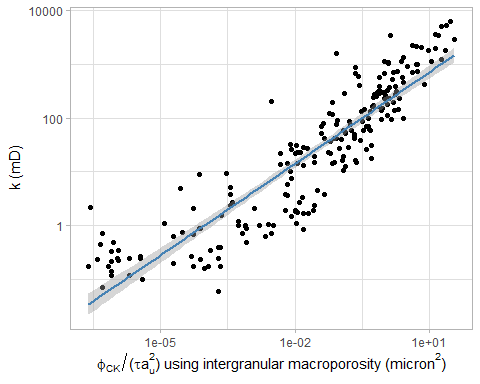 10000
100
1
k (mD)
1e-05 1e-02 1e+01
ϕCK/(τa²ᵤ) using intergranular macroporosity (micron²)